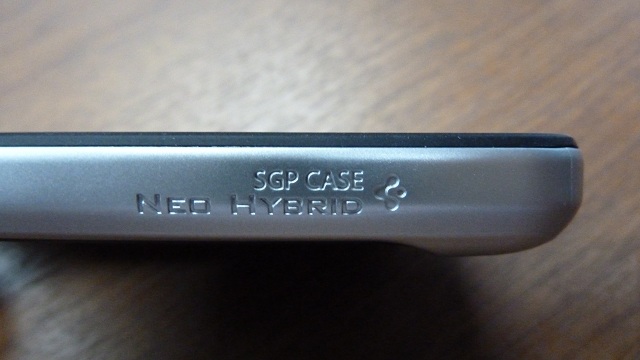 SGP CASE
NEO HYBRID